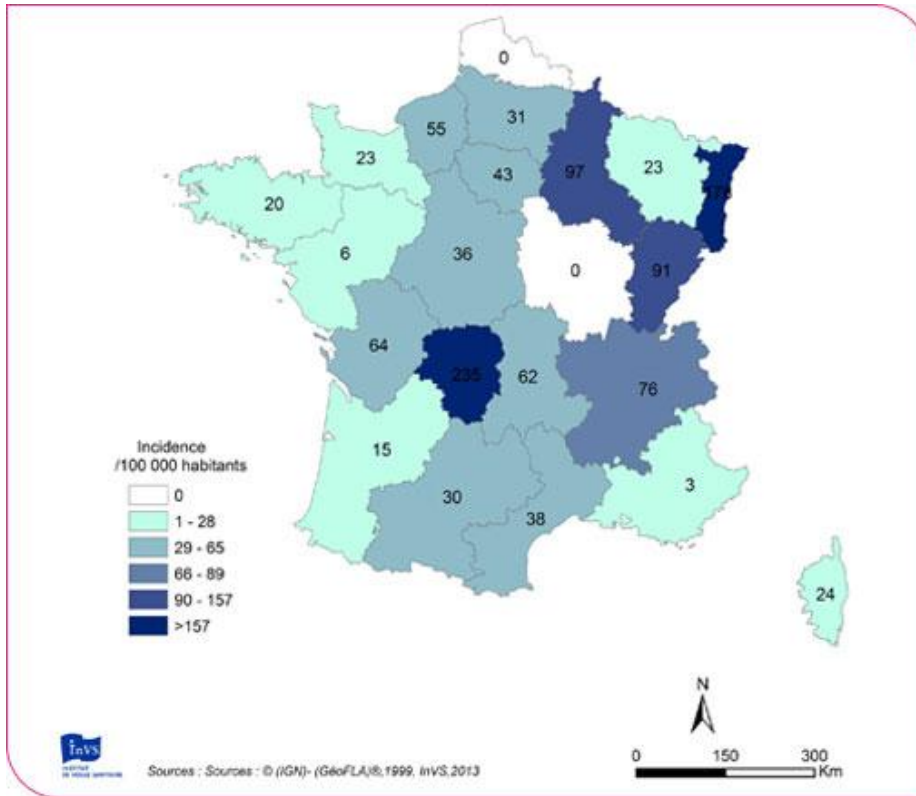 0
31
55
23
43
97
23
20
6
36
0
91
64
235
62
76
15
30
38
3
24
Incidence
/100 000 habitants
0
1 - 28
29 - 65
66 - 89
90 - 157
>157
N
0 150 300
Km
InVS
Sources : Sources : © (IGN)- (GéoFLA)®,1999, InVS,2013